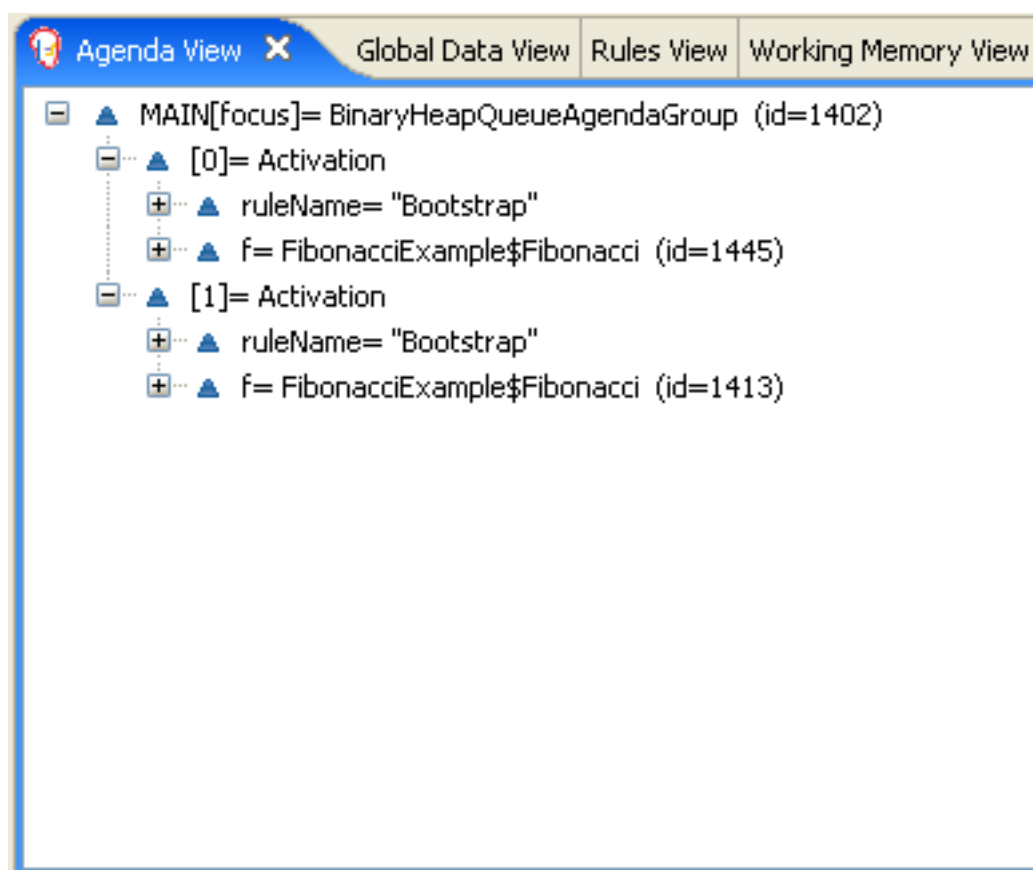 Agenda View Global Data View Rules View Working Memory View
MAIN[focus]= BinaryHeapQueueAgendaGroup (id=1402)
[0]= Activation
ruleName= "Bootstrap"
f= FibonacciExample$Fibonacci (id=1445)
[1]= Activation
ruleName= "Bootstrap"
f= FibonacciExample$Fibonacci (id=1413)